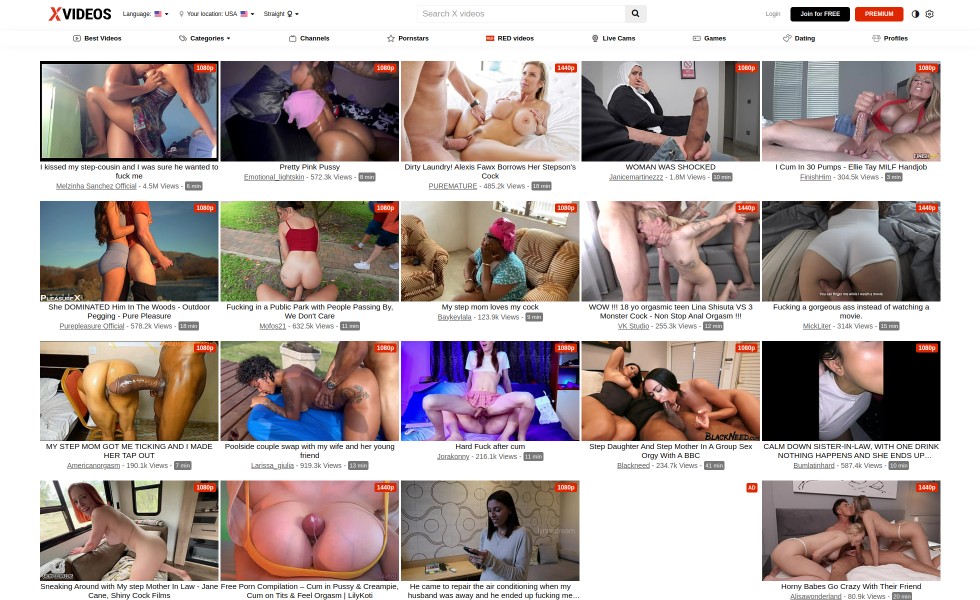 XVIDEOS Language: Your location: USA Straight Search X videos Login Join for FREE PREMIUM
Best Videos Categories Channels Pornstars RED videos Live Cams Games Dating Profiles
1080p 1080p 1440p 1080p 1080p
I kissed my step-cousin and I was sure he wanted to
fuck me
Melzinha Sanchez Official - 4.5M Views - 6 min
Pretty Pink Pussy
Emotional_lightskin - 572.3k Views - 8 min
Dirty Laundry! Alexis Fawx Borrows Her Stepson's
Cock
PUREMATURE - 485.2k Views - 18 min
WOMAN WAS SHOCKED
Janicemartinezzz - 1.8M Views - 10 min
I Cum In 30 Pumps - Ellie Tay MILF Handjob
FinishHim - 304.5k Views - 3 min
1080p 1080p 1080p 1440p 1440p
PLEASUREX
She DOMINATED Him In The Woods - Outdoor
Pegging - Pure Pleasure
Purepleasure Official - 578.2k Views - 18 min
Fucking in a Public Park with People Passing By,
We Don't Care
Mofos21 - 632.5k Views - 11 min
My step mom loves my cock
Baykeylala - 123.9k Views - 9 min
WOW !!! 18 yo orgasmic teen Lina Shisuta VS 3
Monster Cock - Non Stop Anal Orgasm !!!
VK Studio - 255.3k Views - 12 min
Fucking a gorgeous ass instead of watching a
movie.
MickLiter - 314k Views - 15 min
1080p 1080p 1080p 1080p 1080p
BLACKNEED.COM
MY STEP MOM GOT ME TICKING AND I MADE
HER TAP OUT
Americanorgasm - 190.1k Views - 7 min
Poolside couple swap with my wife and her young
friend
Larissa_giulia - 919.3k Views - 13 min
Hard Fuck after cum
Jorakonny - 216.1k Views - 11 min
Step Daughter And Step Mother In A Group Sex
Orgy With A BBC
Blackneed - 234.7k Views - 41 min
CALM DOWN SISTER-IN-LAW, WITH ONE DRINK
NOTHING HAPPENS AND SHE ENDS UP...
Bumlatinhard - 587.4k Views - 10 min
1080p 1440p 1080p AD 1440p
Sneaking Around with My step Mother In Law - Jane
Cane, Shiny Cock Films
Free Porn Compilation – Cum in Pussy & Creampie,
Cum on Tits & Feel Orgasm | LilyKoti
He came to repair the air conditioning when my
husband was away and he ended up fucking me...
Horny Babes Go Crazy With Their Friend
Alisawonderland - 80.9k Views - 20 min